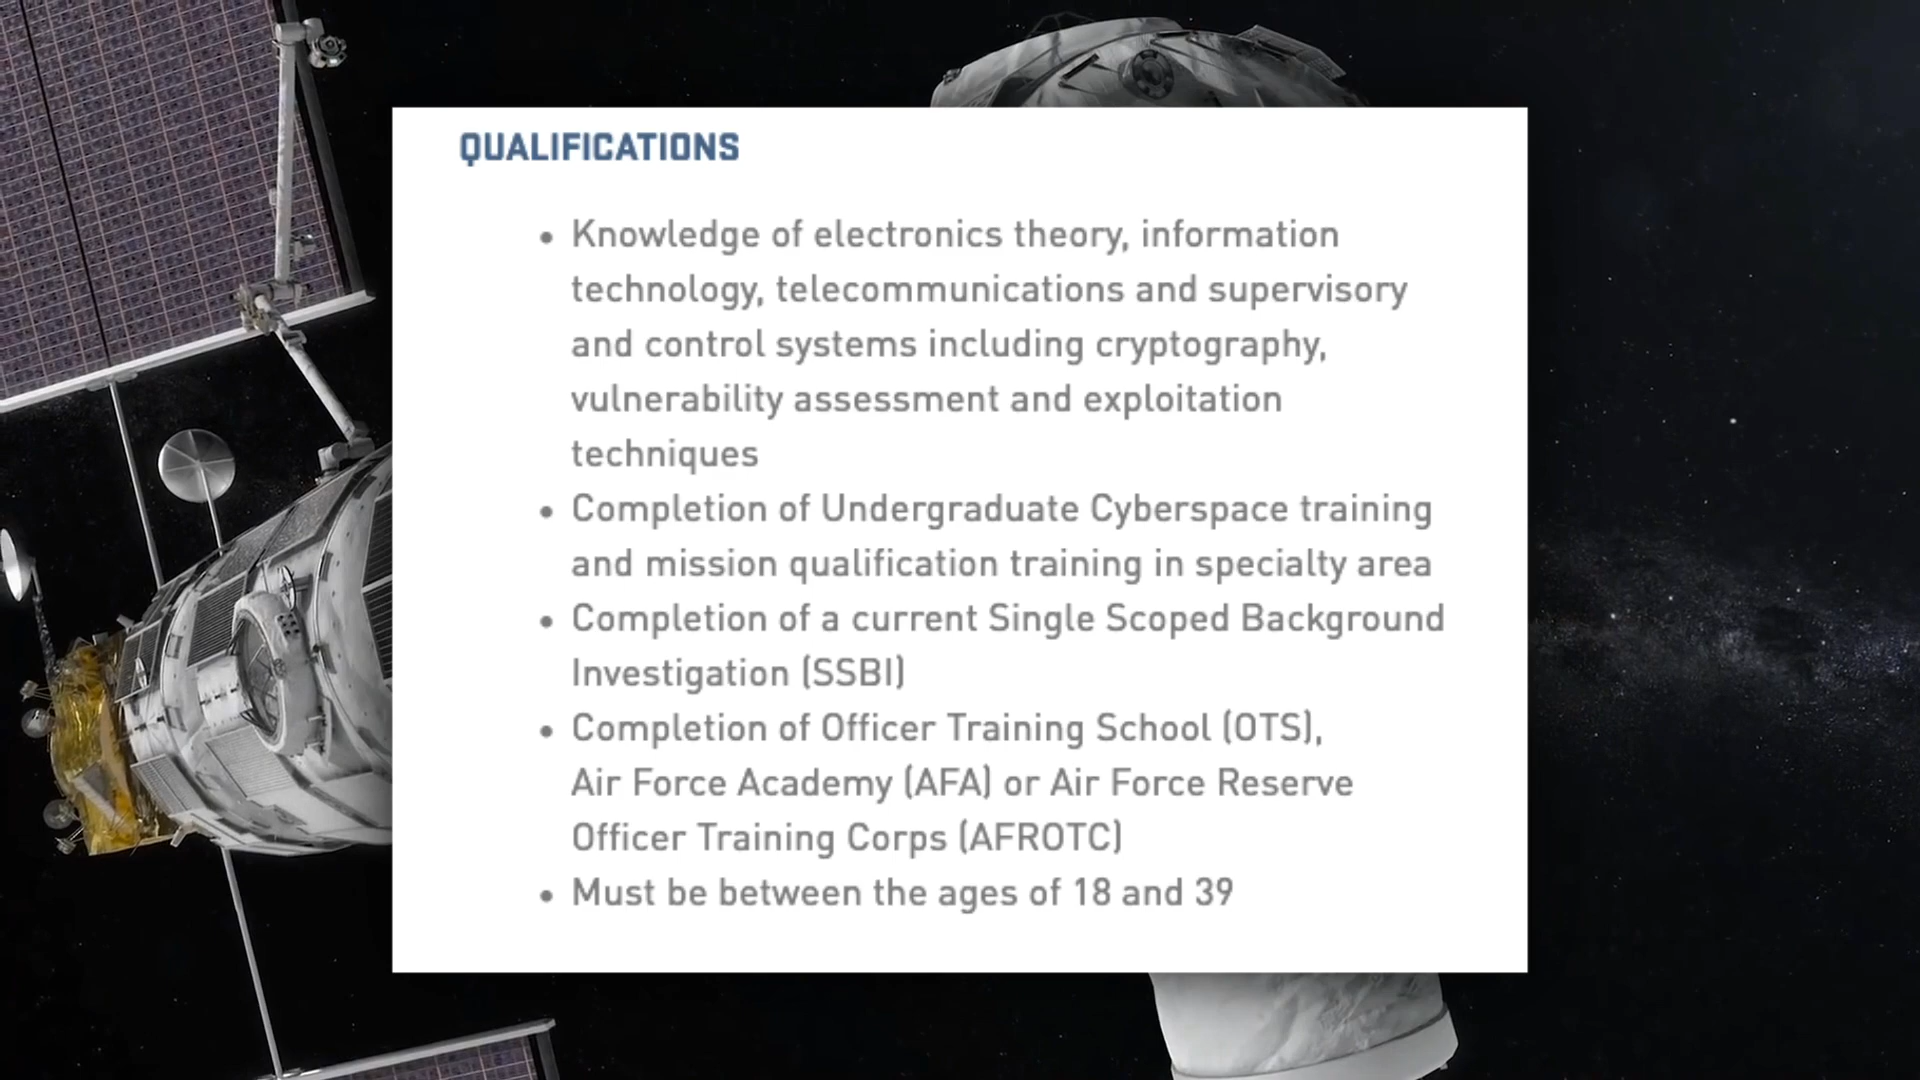 QUALIFICATIONS
• Knowledge of electronics theory, information
technology, telecommunications and supervisory
and control systems including cryptography,
vulnerability assessment and exploitation
techniques
• Completion of Undergraduate Cyberspace training
and mission qualification training in specialty area
• Completion of a current Single Scoped Background
Investigation (SSBI)
• Completion of Officer Training School (OTS),
Air Force Academy (AFA) or Air Force Reserve
Officer Training Corps (AFROTC)
• Must be between the ages of 18 and 39